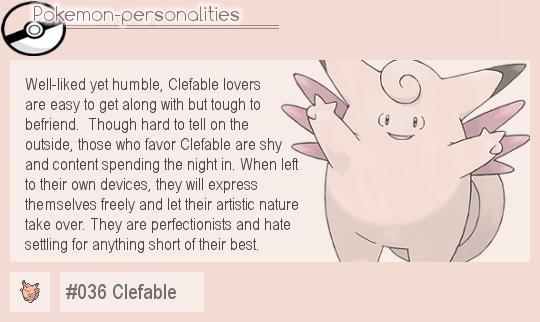 Pokemon-personalities
Well-liked yet humble, Clefable lovers
are easy to get along with but tough to
befriend.  Though hard to tell on the
outside, those who favor Clefable are shy
and content spending the night in. When left
to their own devices, they will express
themselves freely and let their artistic nature
take over. They are perfectionists and hate
settling for anything short of their best.
#036 Clefable